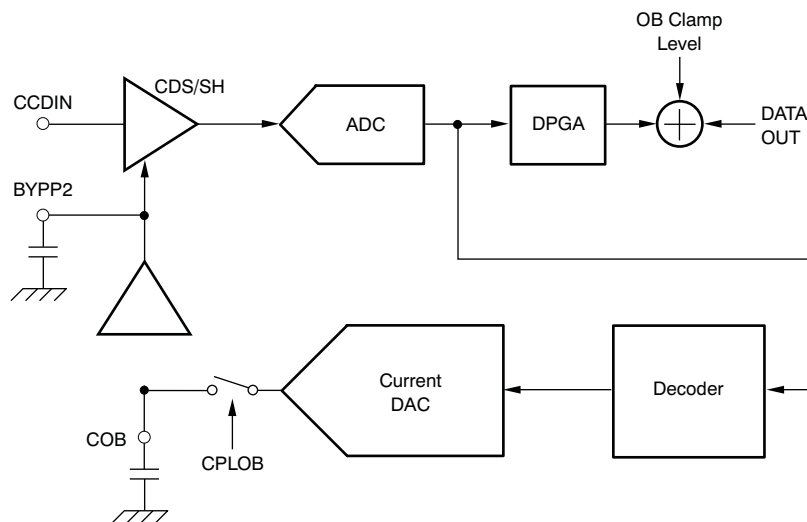 OB Clamp
Level
CDS/SH
CCDIN
ADC
DPGA
DATA
OUT
BYPP2
Current
DAC
Decoder
COB
CPLOB